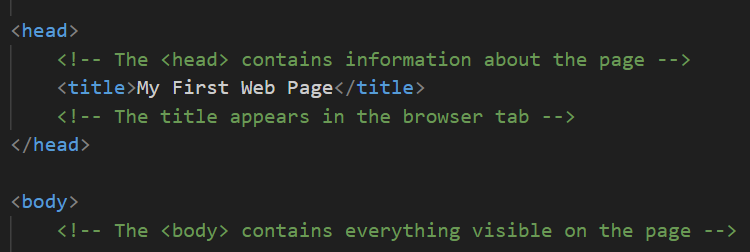 <head>
    <!-- The <head> contains information about the page -->
    <title>My First Web Page</title>
    <!-- The title appears in the browser tab -->
</head>
<body>
    <!-- The <body> contains everything visible on the page -->